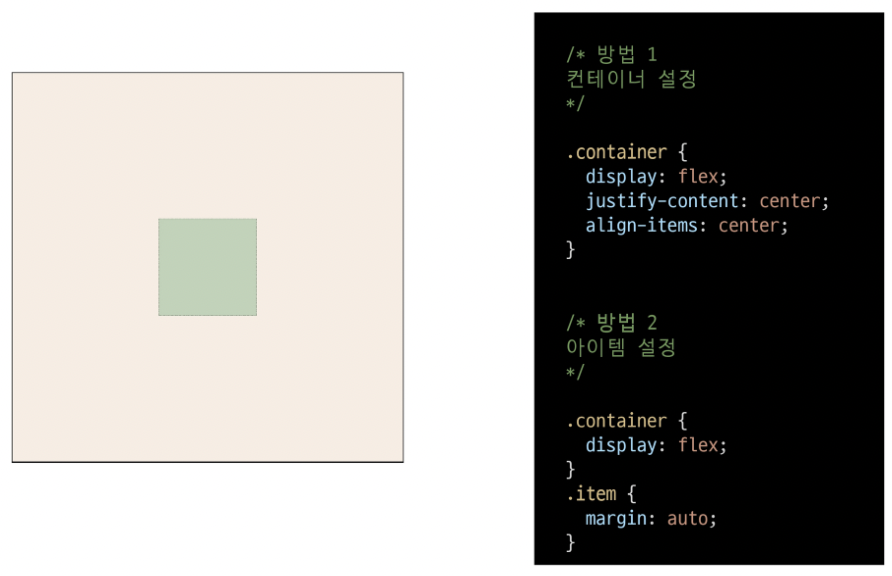 /* 방법 1
컨테이너 설정
*/
.container {
display: flex;
justify-content: center;
align-items: center;
}
/* 방법 2
아이템 설정
*/
.container {
display: flex;
}
.item {
margin: auto;
}